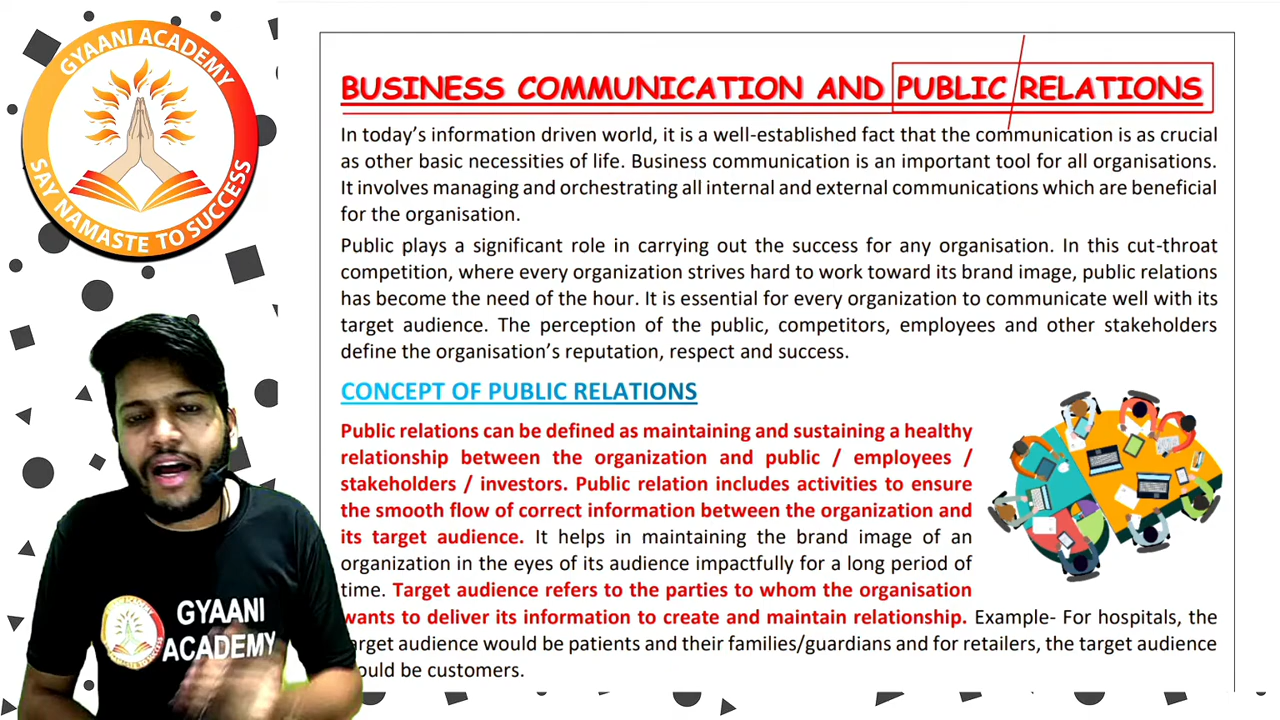 GYAANI ACADEMY
SAY NAMASTE TO SUCCESS
BUSINESS COMMUNICATION AND PUBLIC RELATIONS
In today's information driven world, it is a well-established fact that the communication is as crucial
as other basic necessities of life. Business communication is an important tool for all organisations.
It involves managing and orchestrating all internal and external communications which are beneficial
for the organisation.
Public plays a significant role in carrying out the success for any organisation. In this cut-throat
competition, where every organization strives hard to work toward its brand image, public relations
has become the need of the hour. It is essential for every organization to communicate well with its
target audience. The perception of the public, competitors, employees and other stakeholders
define the organisation's reputation, respect and success.
CONCEPT OF PUBLIC RELATIONS
Public relations can be defined as maintaining and sustaining a healthy
relationship between the organization and public / employees /
stakeholders / investors. Public relation includes activities to ensure
the smooth flow of correct information between the organization and
its target audience. It helps in maintaining the brand image of an
organization in the eyes of its audience impactfully for a long period of
time. Target audience refers to the parties to whom the organisation
wants to deliver its information to create and maintain relationship. Example- For hospitals, the
target audience would be patients and their families/guardians and for retailers, the target audience
would be customers.
GYAANI
ACADEMY